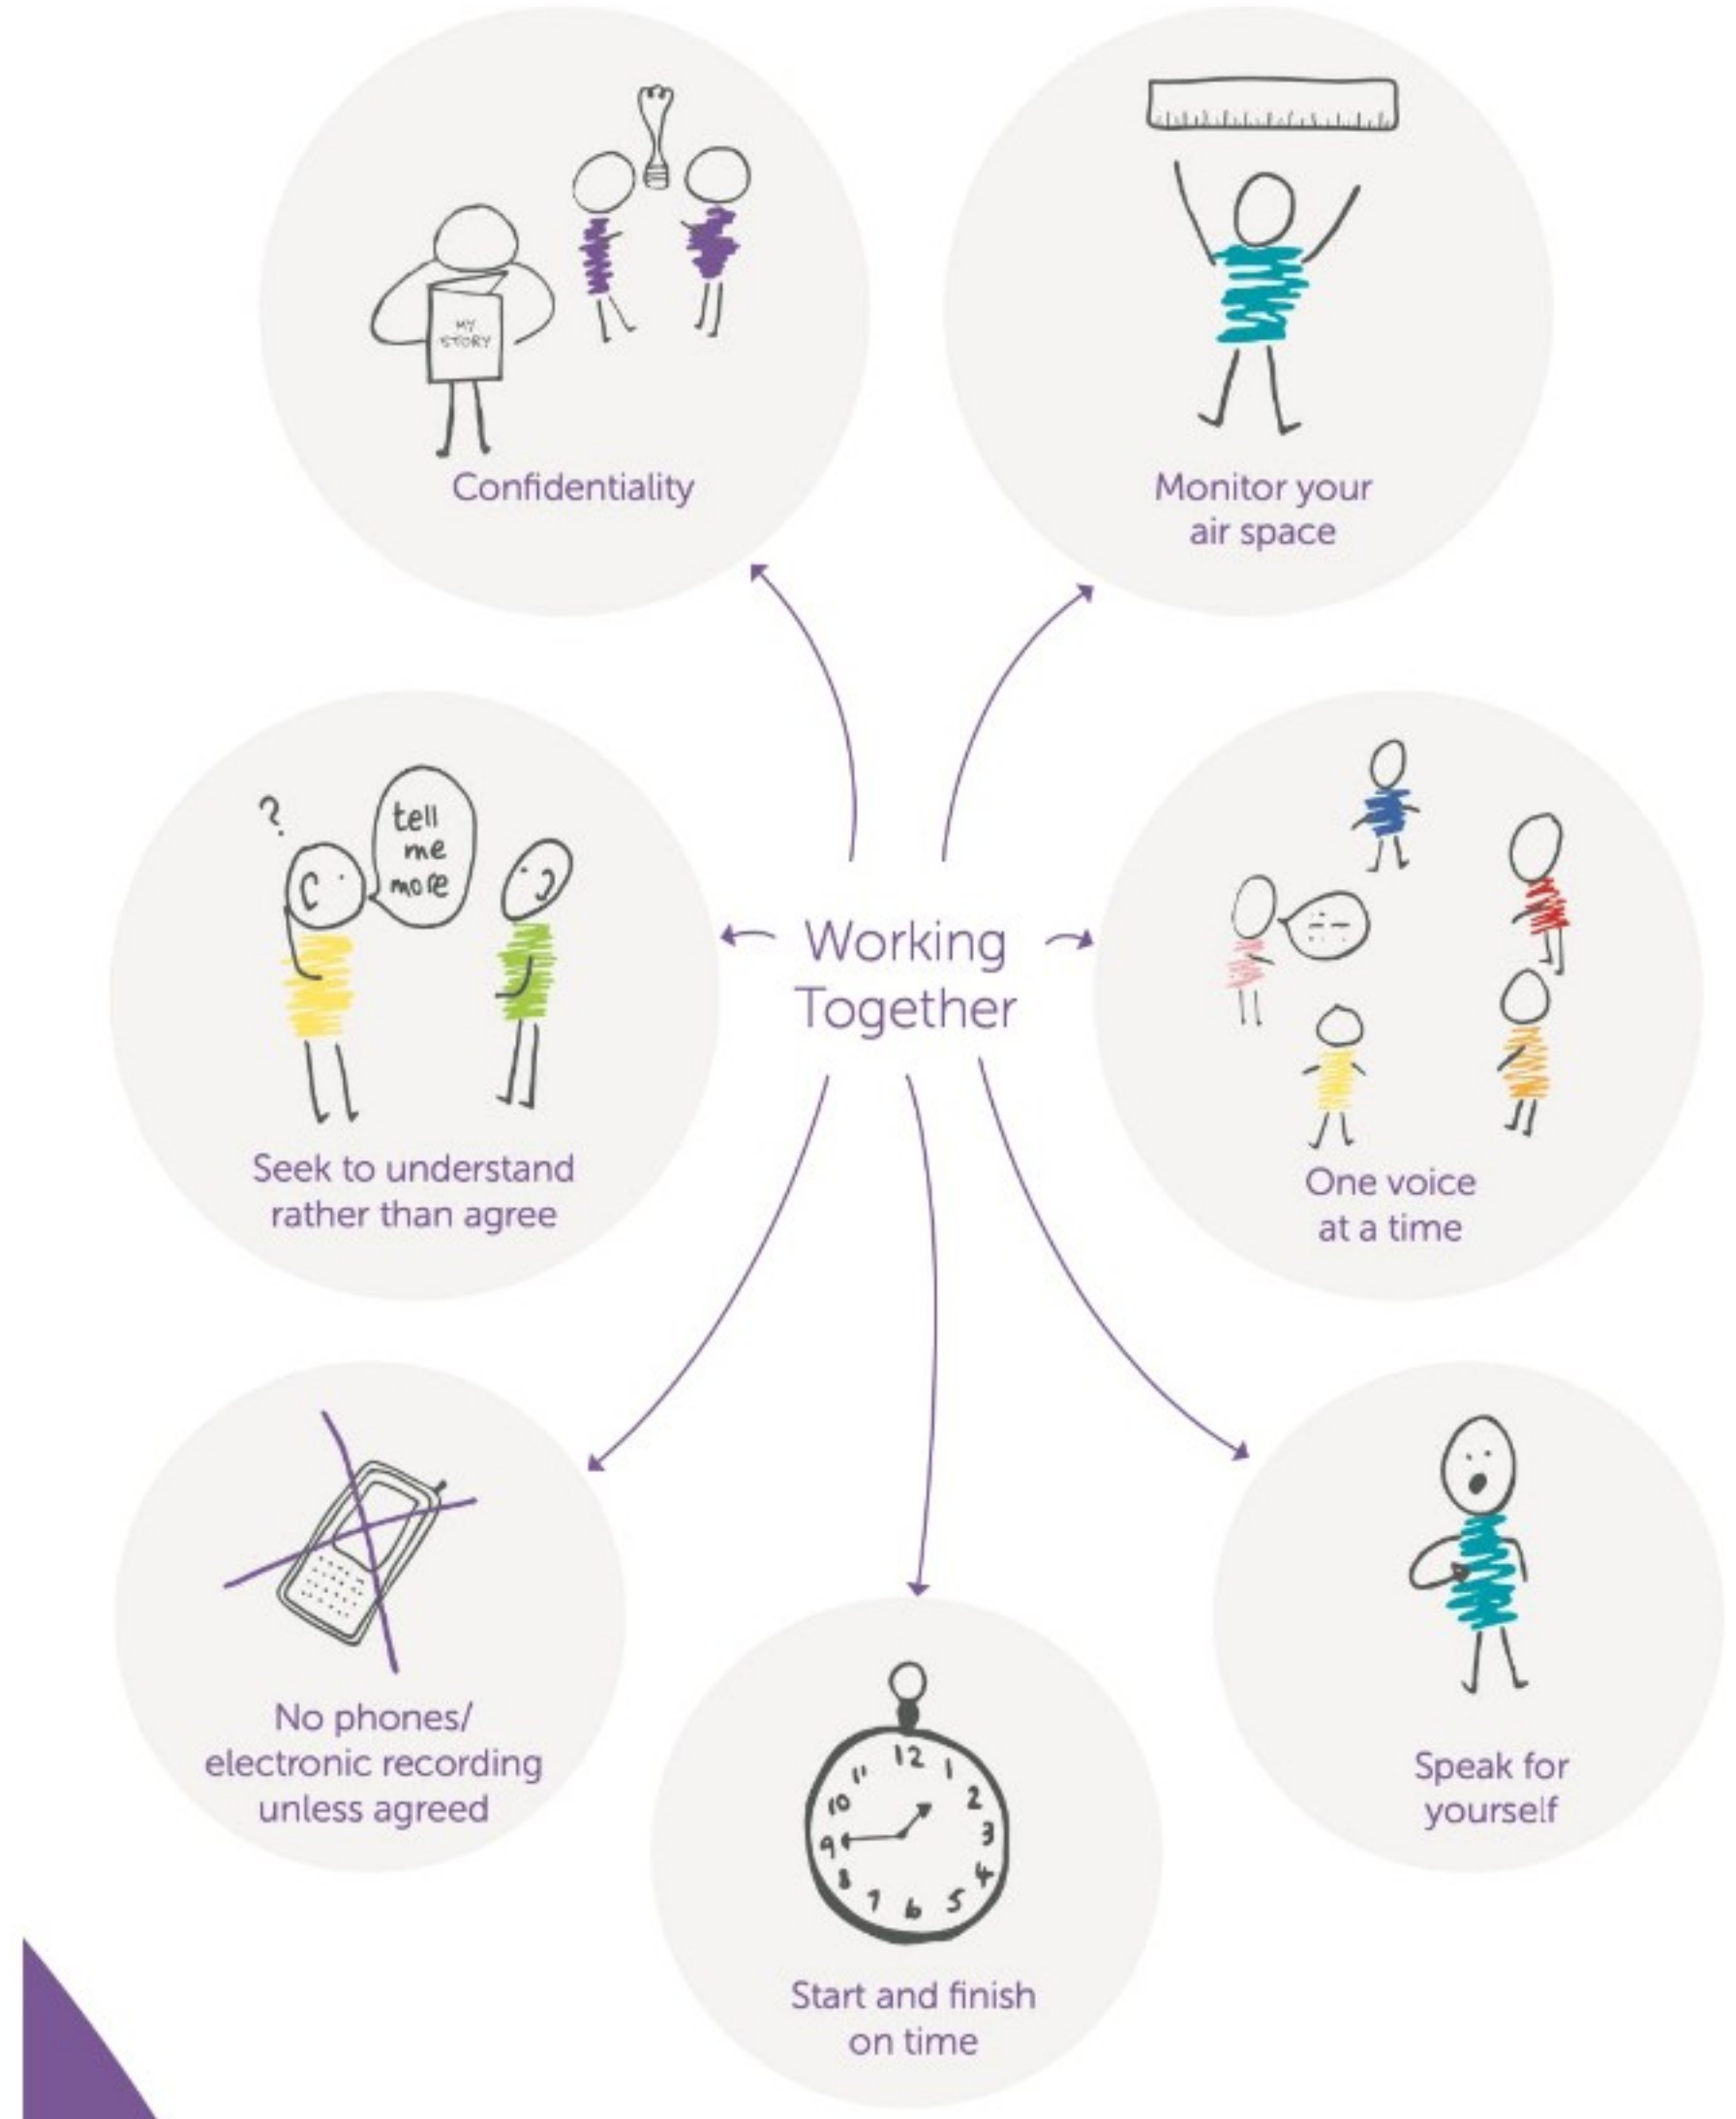 MY
STORY
Confidentiality
Monitor your
air space
?
tell
me
more
Seek to understand
rather than agree
Working
Together
One voice
at a time
No phones/
electronic recording
unless agreed
12
1
2
3
4
5
6
7
8
9
10
11
Start and finish
on time
Speak for
yourself